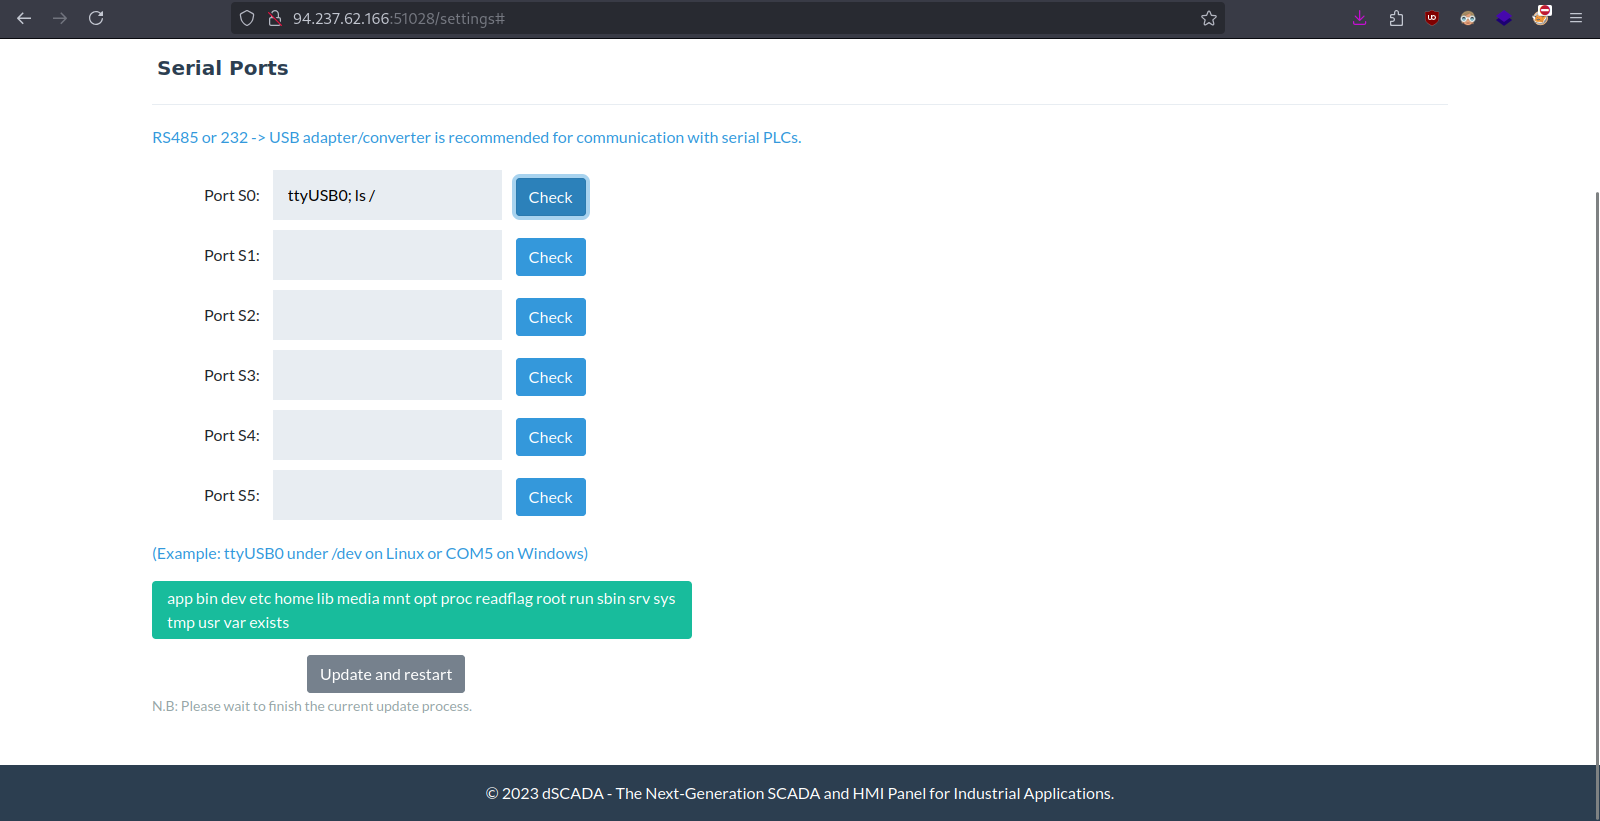 94.237.62.166:51028/settings#
Serial Ports
RS485 or 232 -> USB adapter/converter is recommended for communication with serial PLCs.
Port S0: ttyUSB0; ls / Check
Port S1: Check
Port S2: Check
Port S3: Check
Port S4: Check
Port S5: Check
(Example: ttyUSB0 under /dev on Linux or COM5 on Windows)
app bin dev etc home lib media mnt opt proc readflag root run sbin srv sys
tmp usr var exists
Update and restart
N.B: Please wait to finish the current update process.
© 2023 dSCADA - The Next-Generation SCADA and HMI Panel for Industrial Applications.